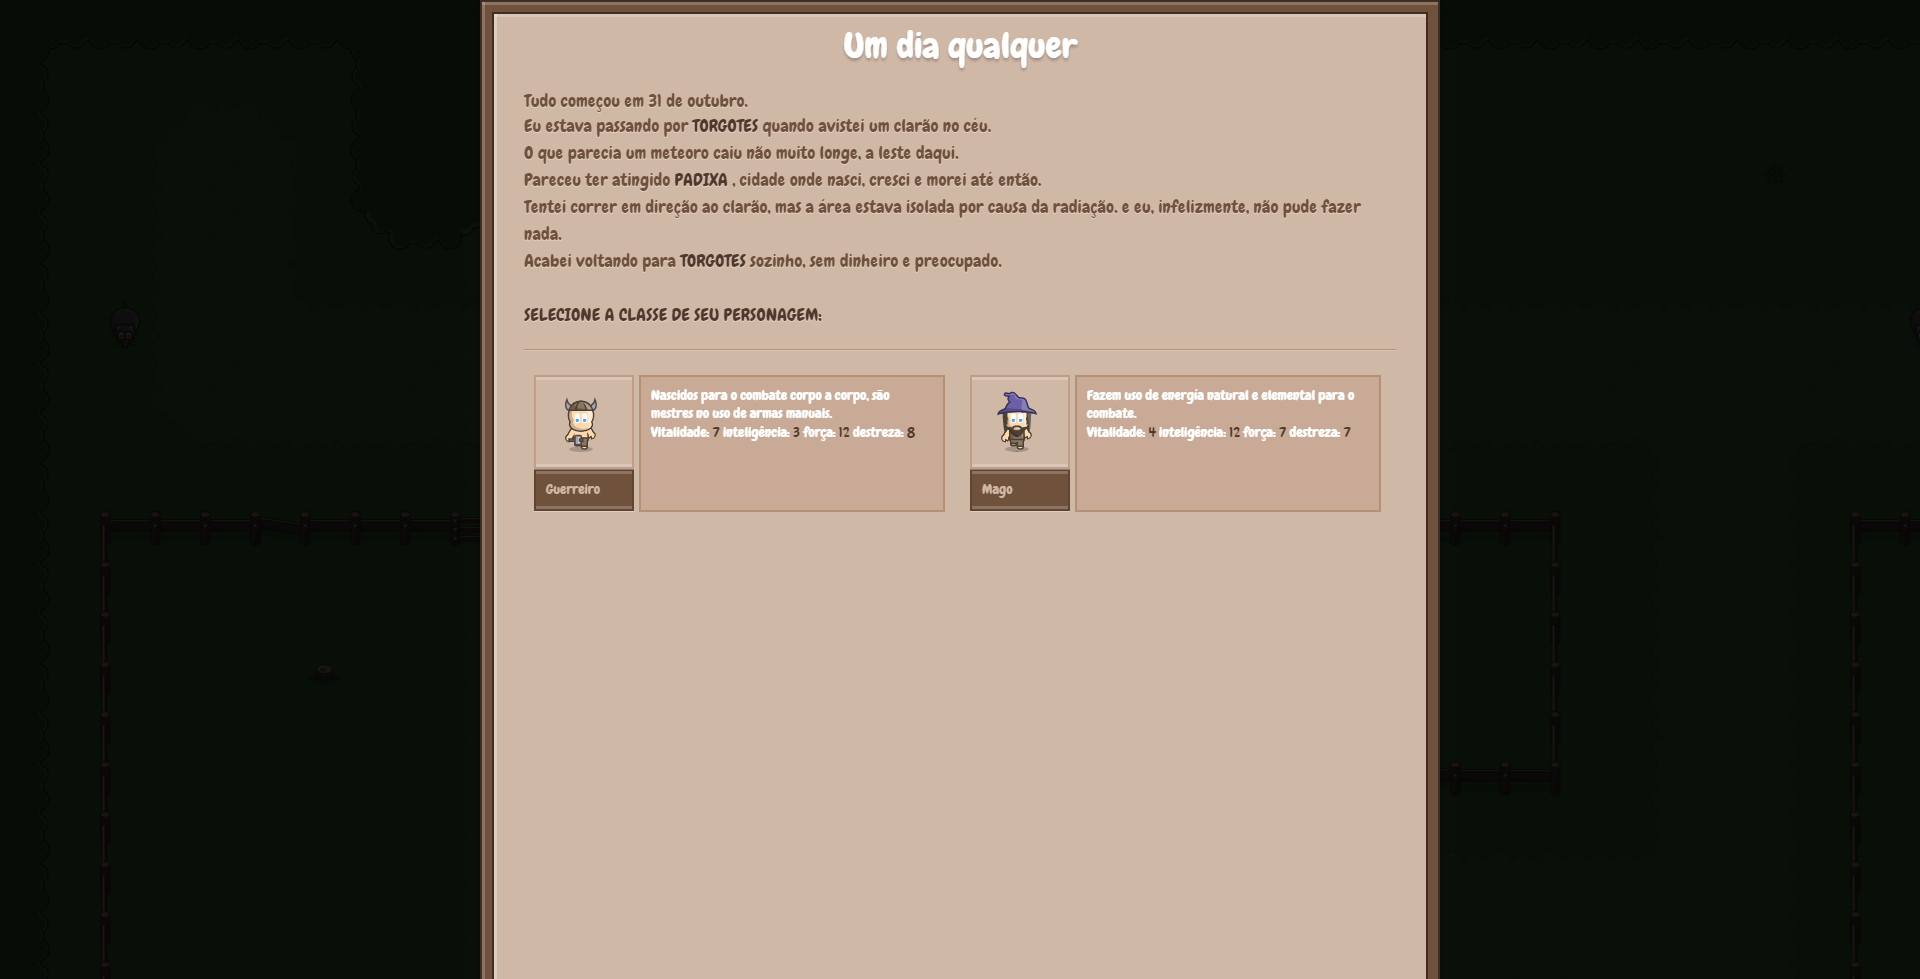 Um dia qualquer
Tudo começou em 31 de outubro.
Eu estava passando por TORGOTES quando avistei um clarão no céu.
O que parecia um meteoro caiu não muito longe, a leste daqui.
Pareceu ter atingido PADIXA , cidade onde nasci, cresci e morei até então.
Tentei correr em direção ao clarão, mas a área estava isolada por causa da radiação. e eu, infelizmente, não pude fazer
nada.
Acabei voltando para TORGOTES sozinho, sem dinheiro e preocupado.
SELECIONE A CLASSE DE SEU PERSONAGEM:
Nascidos para o combate corpo a corpo, são
mestres no uso de armas manuais.
Vitalidade: 7 inteligência: 3 força: 12 destreza: 8
Guerreiro
Fazem uso de energia natural e elemental para o
combate.
Vitalidade: 4 inteligência: 12 força: 7 destreza: 7
Mago